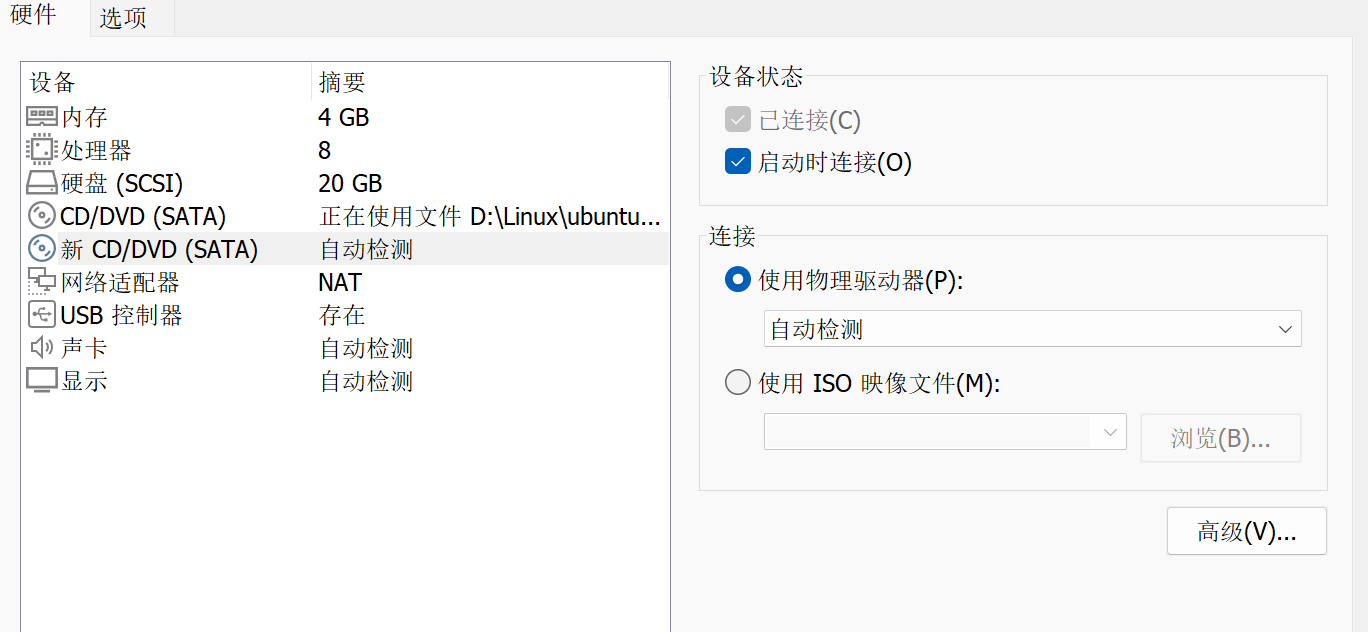 硬件 选项
设备 摘要
内存 4 GB
处理器 8
硬盘 (SCSI) 20 GB
CD/DVD (SATA) 正在使用文件 D:\Linux\ubuntu...
新 CD/DVD (SATA) 自动检测
网络适配器 NAT
USB 控制器 存在
声卡 自动检测
显示 自动检测
设备状态
已连接(C)
启动时连接(O)
连接
使用物理驱动器(P):
自动检测
使用 ISO 映像文件(M):
浏览(B)...
高级(V)...